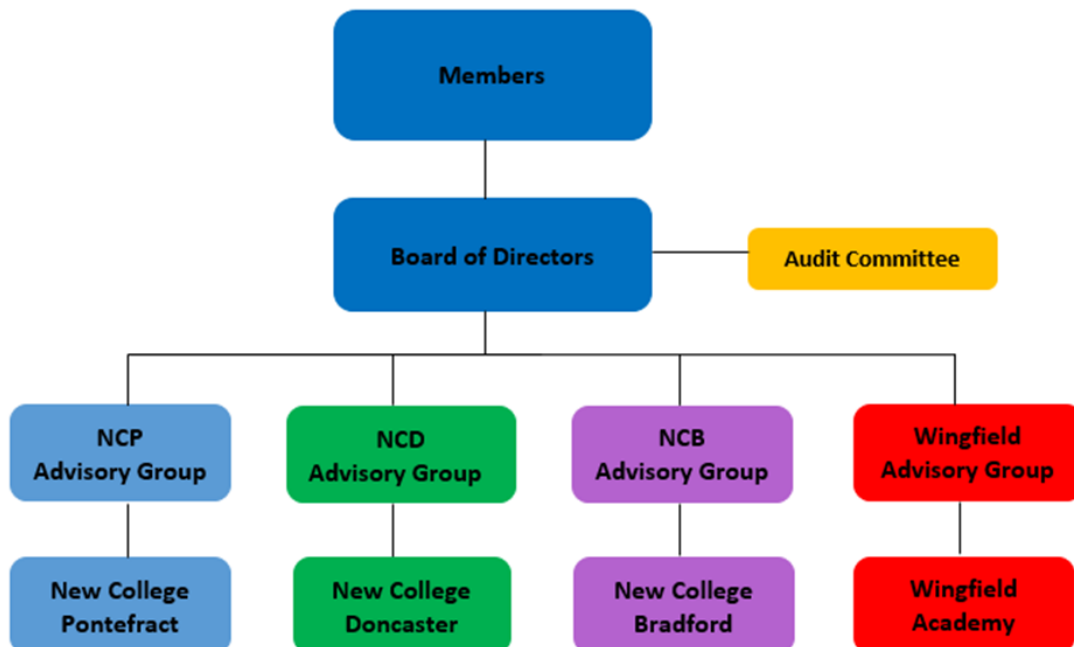 Members
Board of Directors
Audit Committee
NCP
Advisory Group
NCD
Advisory Group
NCB
Advisory Group
Wingfield
Advisory Group
New College
Pontefract
New College
Doncaster
New College
Bradford
Wingfield
Academy